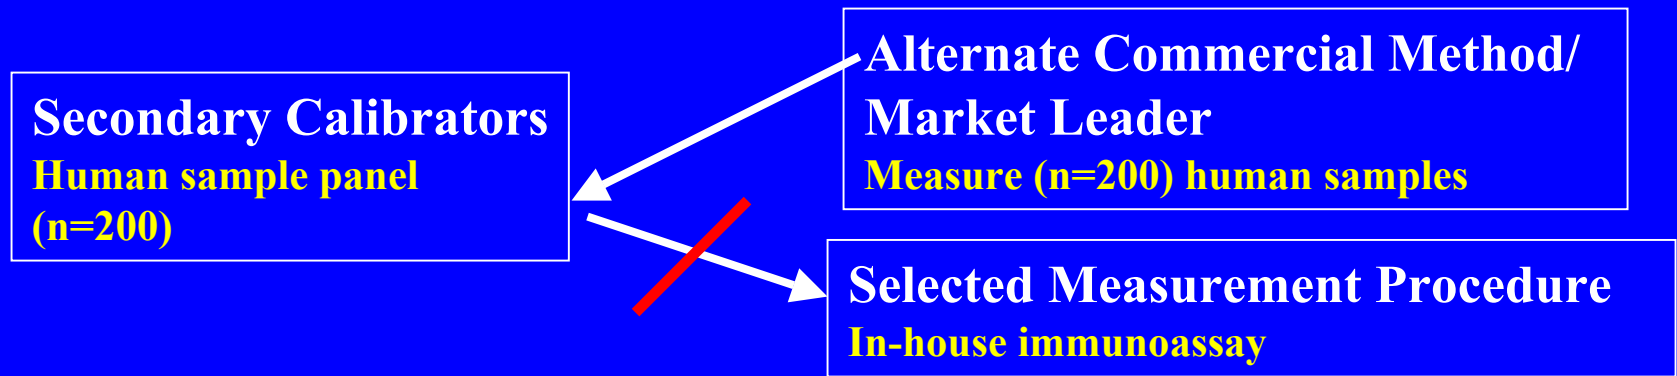 Secondary Calibrators
Human sample panel
(n=200)
Alternate Commercial Method/
Market Leader
Measure (n=200) human samples
Selected Measurement Procedure
In-house immunoassay